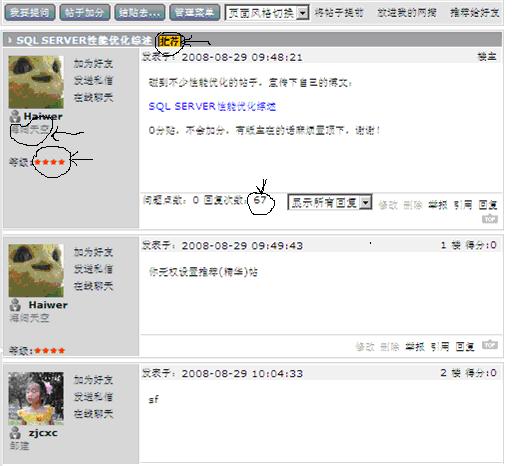 我要提问 帖子加分 结贴去... 管理菜单 页面风格切换 将帖子提前 放进我的网摘 推荐给好友
SQL SERVER性能优化综述 推荐
加为好友
发送私信
在线聊天
Haiwer
海阔天空
等级:
发表于：2008-08-29 09:48:21 楼主
碰到不少性能优化的帖子，宣传下自己的博文：
SQL SERVER性能优化综述
0分贴，不会加分，有版主在的话麻烦置顶下，谢谢！
问题点数：0 回复次数：67 显示所有回复 修改 删除 举报 引用 回复
TOP
加为好友
发送私信
在线聊天
Haiwer
海阔天空
等级:
发表于：2008-08-29 09:49:43 1 楼 得分:0
你无权设置推荐(精华)帖
修改 删除 举报 引用 回复 TOP
加为好友
发送私信
在线聊天
zjcxc
邹建
发表于：2008-08-29 10:04:33 2 楼 得分:0
sf